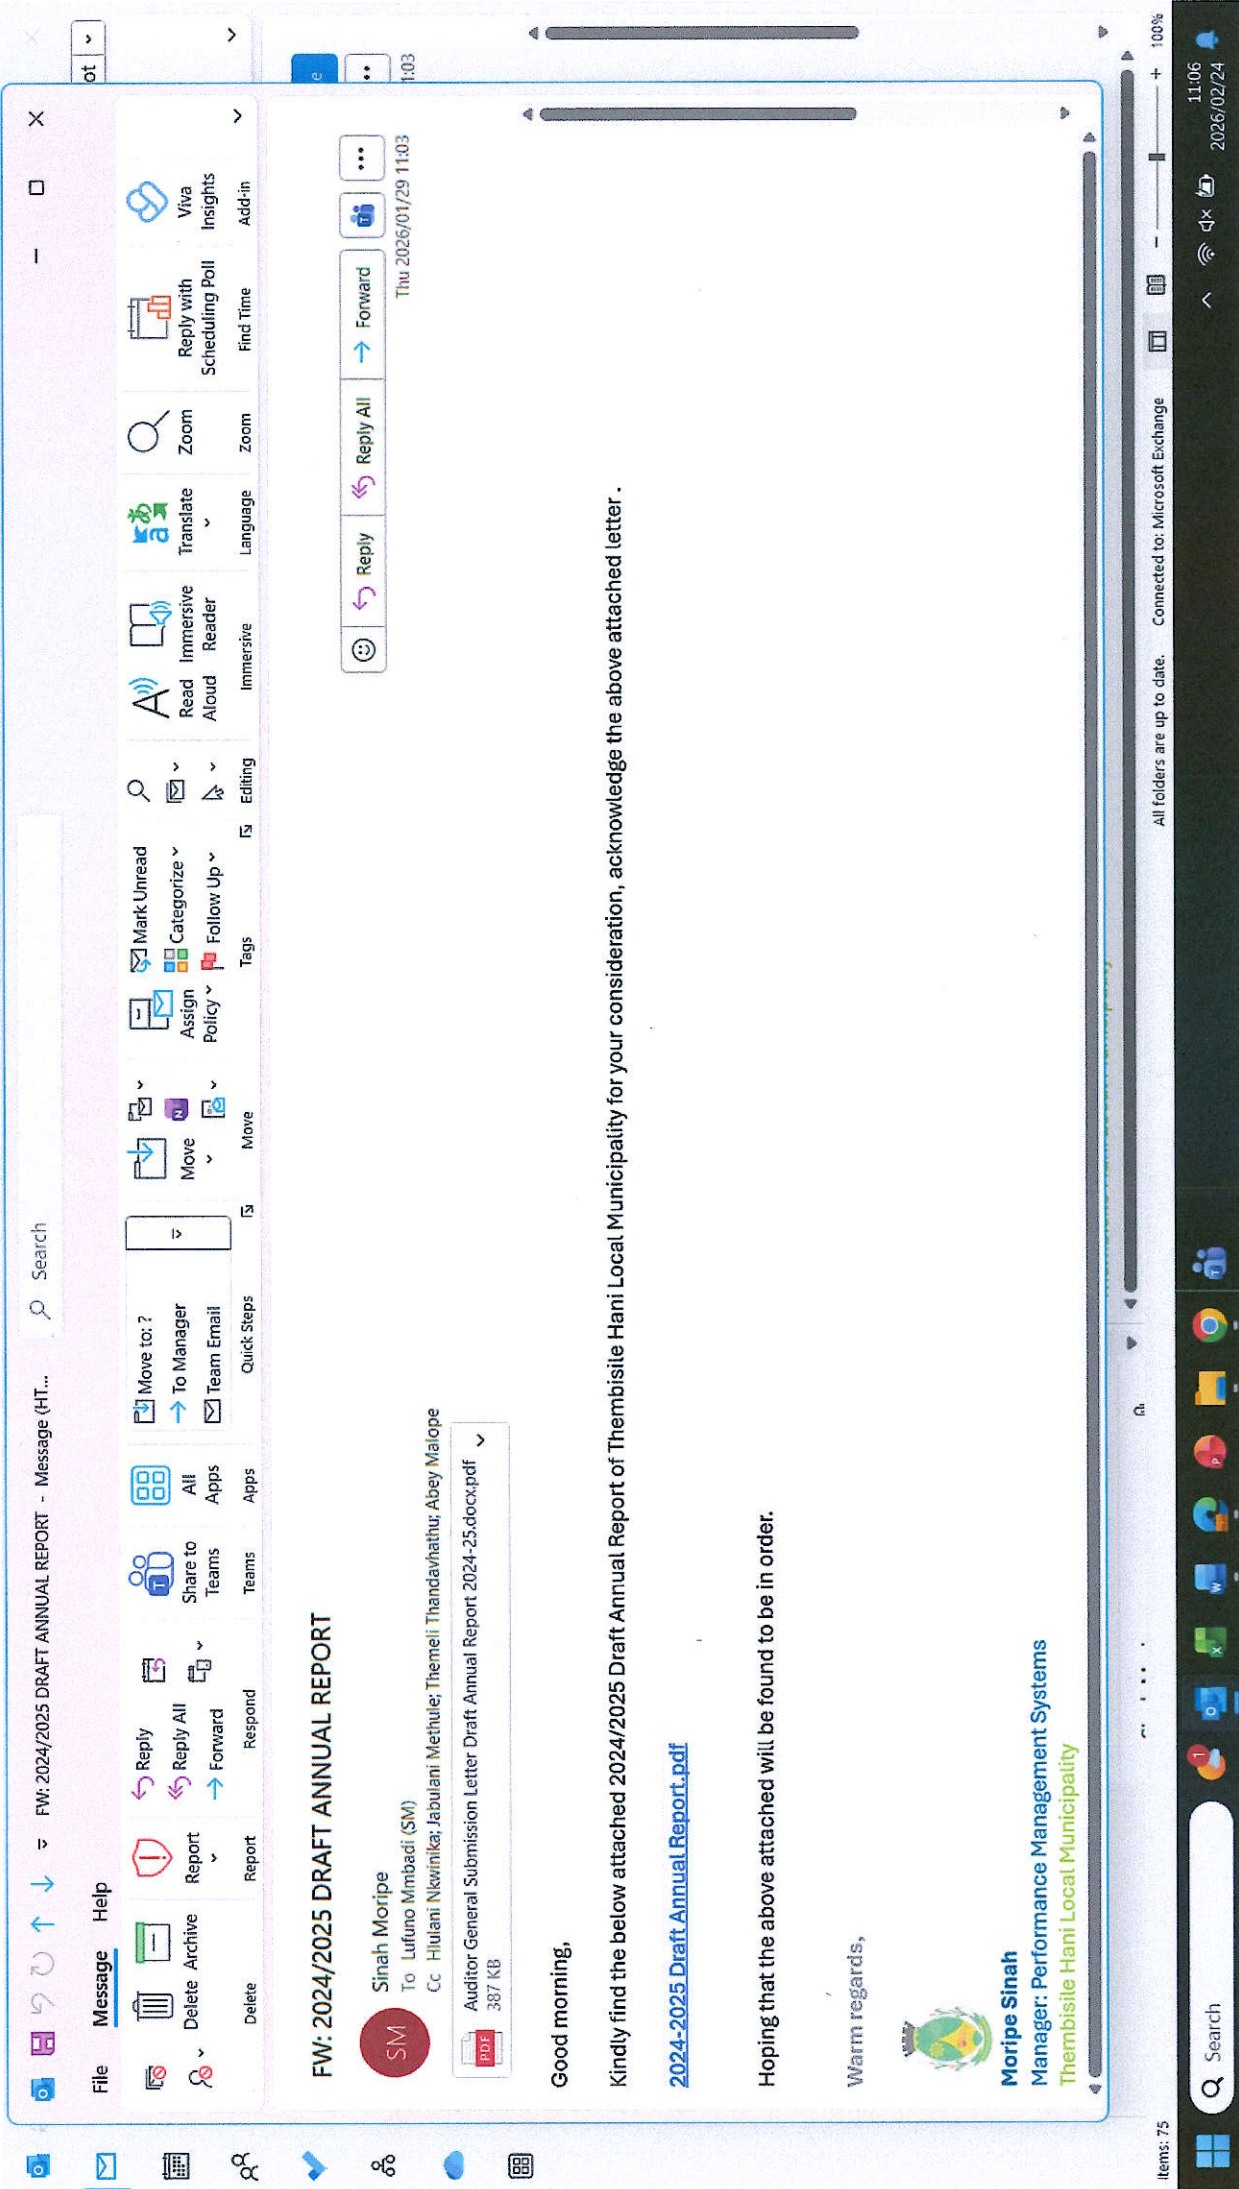 FW: 2024/2025 DRAFT ANNUAL REPORT - Message (HT...
Search
File
Message
Help
Delete
Archive
Report
Reply
Reply All
Forward
Share to
Teams
All
Apps
Move to: ?
To Manager
Team Email
Move
Assign
Policy
Mark Unread
Categorize
Follow Up
Read
Aloud
Immersive
Reader
Translate
Zoom
Reply with
Scheduling Poll
Viva
Insights
Delete
Report
Respond
Teams
Apps
Quick Steps
Move
Tags
Editing
Immersive
Language
Zoom
Find Time
Add-in
FW: 2024/2025 DRAFT ANNUAL REPORT
SM
Sinah Moripe
To Lufuno Mmbadi (SM)
Cc Hlulani Nkwinika; Jabulani Methule; Themeli Thandavhathu; Abey Malope
Reply
Reply All
Forward
Thu 2026/01/29 11:03
PDF
Auditor General Submission Letter Draft Annual Report 2024-25.docx.pdf
387 KB
Good morning,
Kindly find the below attached 2024/2025 Draft Annual Report of Thembisile Hani Local Municipality for your consideration, acknowledge the above attached letter .
2024-2025 Draft Annual Report.pdf
Hoping that the above attached will be found to be in order.
Warm regards,
Moripe Sinah
Manager: Performance Management Systems
Thembisile Hani Local Municipality
Items: 75
All folders are up to date.
Connected to: Microsoft Exchange
100%
Search
1
11:06
2026/02/24